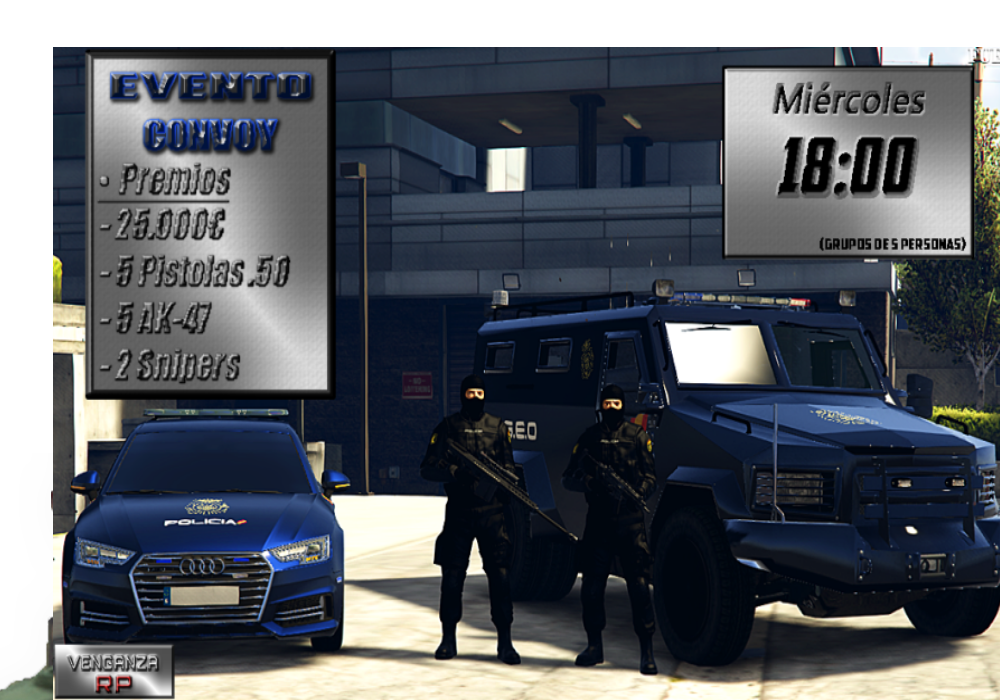 EVENTO
CONVOY
· Premios
- 25.000€
- 5 Pistolas .50
- 5 AK-47
- 2 Snipers
Miércoles
18:00
(GRUPOS DE 5 PERSONAS)
G.E.O
POLICIA
VENGANZA
RP